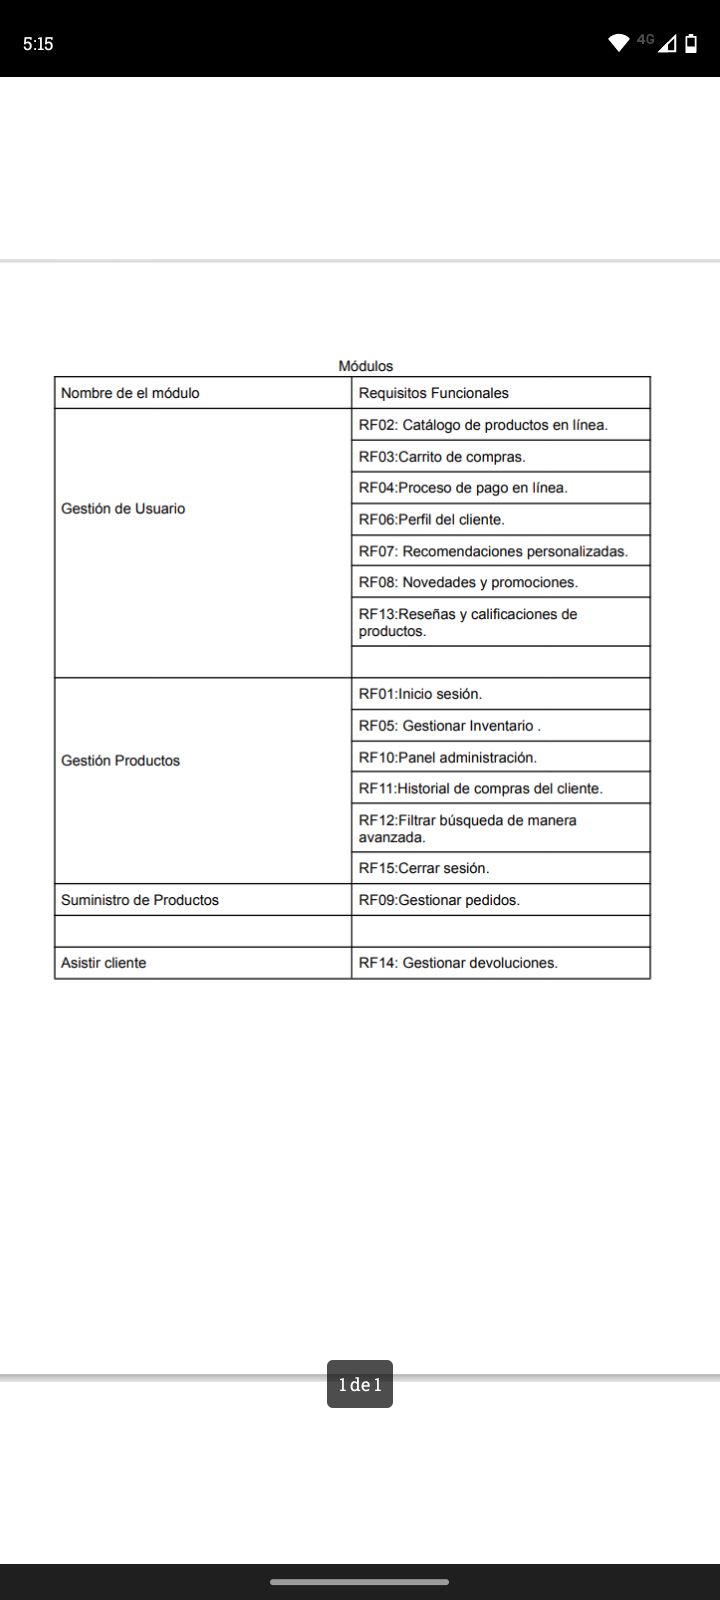 5:15
4G
Módulos
Nombre de el módulo
Requisitos Funcionales
Gestión de Usuario
RF02: Catálogo de productos en línea.
RF03:Carrito de compras.
RF04:Proceso de pago en línea.
RF06:Perfil del cliente.
RF07: Recomendaciones personalizadas.
RF08: Novedades y promociones.
RF13:Reseñas y calificaciones de
productos.
Gestión Productos
RF01:Inicio sesión.
RF05: Gestionar Inventario .
RF10:Panel administración.
RF11:Historial de compras del cliente.
RF12:Filtrar búsqueda de manera
avanzada.
RF15:Cerrar sesión.
Suministro de Productos
RF09:Gestionar pedidos.
Asistir cliente
RF14: Gestionar devoluciones.
1 de 1